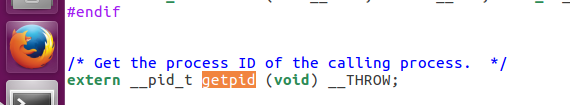 #endif
/* Get the process ID of the calling process.  */
extern __pid_t getpid (void) __THROW;